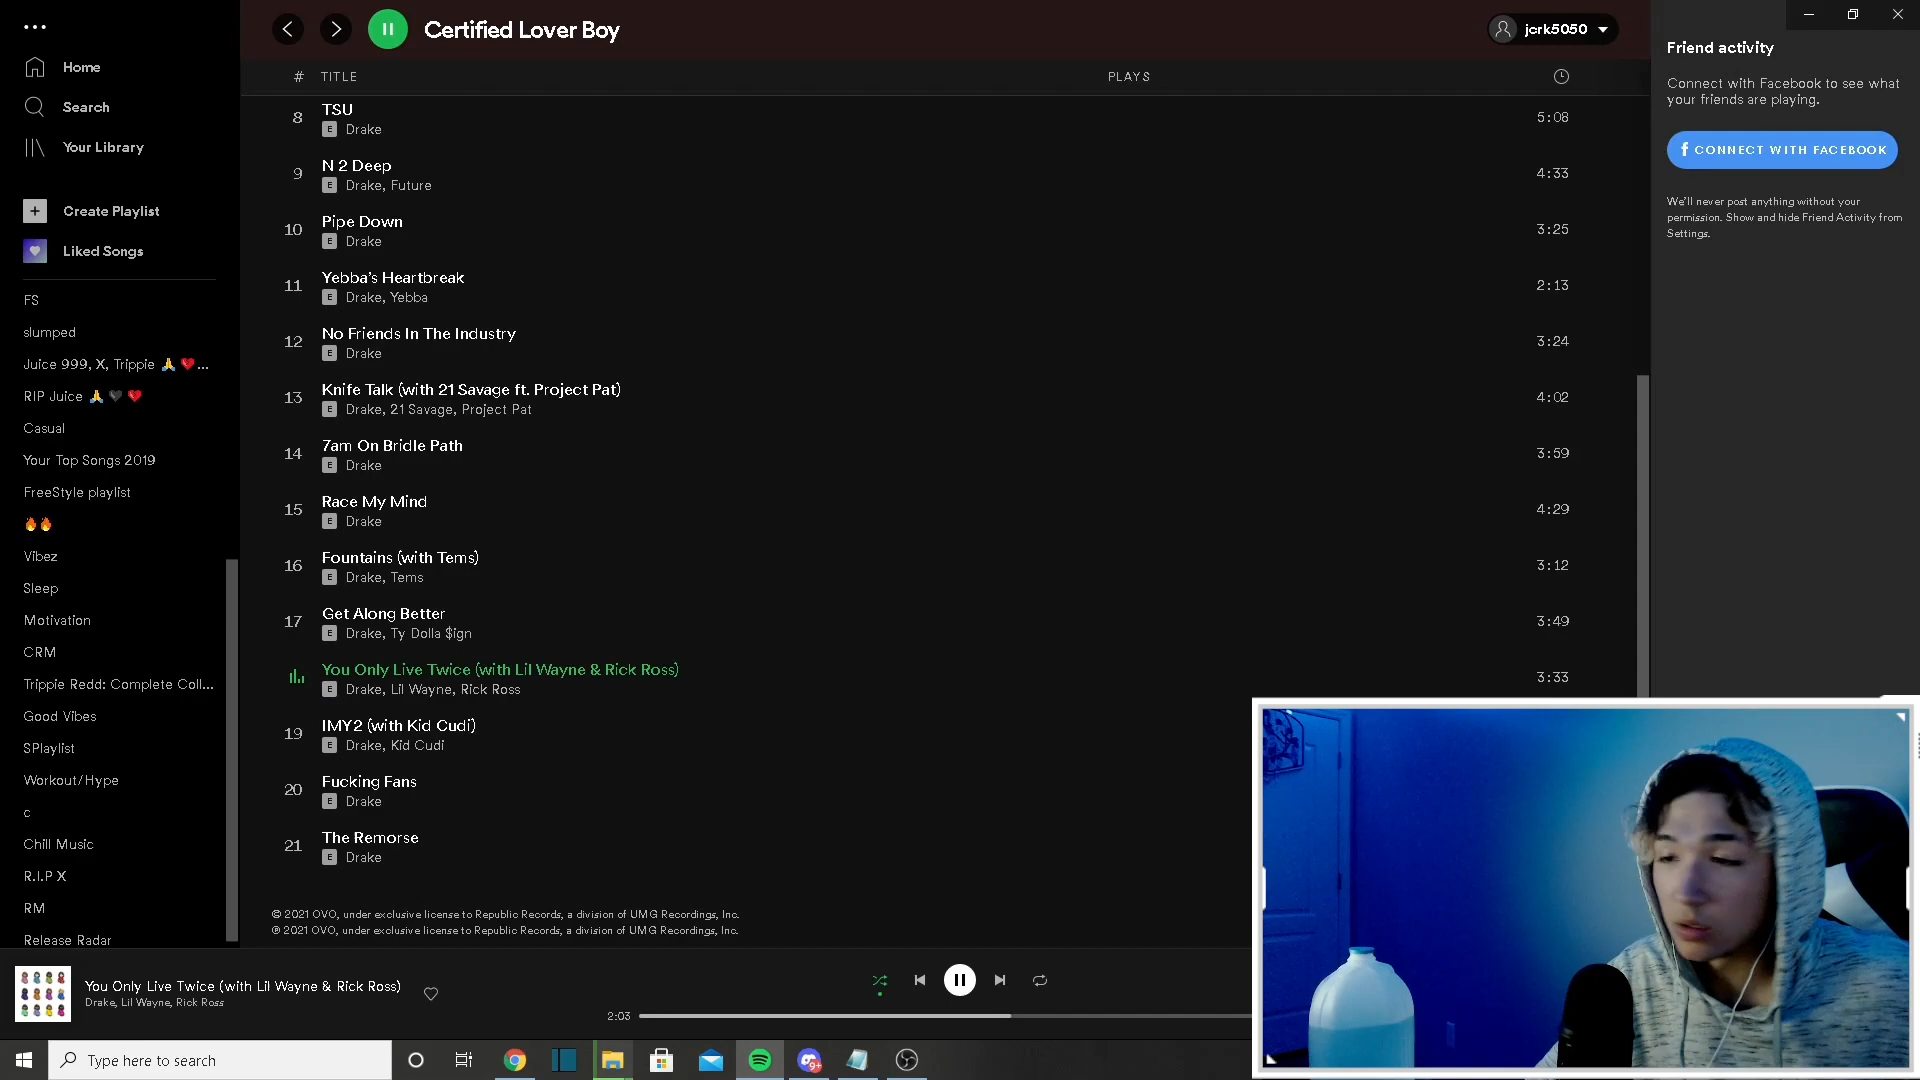 Certified Lover Boy
jcrk5050
Home
Search
Your Library
Create Playlist
Liked Songs
FS
slumped
Juice 999, X, Trippie 🙏 💔...
RIP Juice 🙏 🖤 💔
Casual
Your Top Songs 2019
FreeStyle playlist
🔥🔥
Vibez
Sleep
Motivation
CRM
Trippie Redd: Complete Coll...
Good Vibes
SPlaylist
Workout/Hype
c
Chill Music
R.I.P X
RM
Release Radar
# TITLE PLAYS
8 TSU 5:08
E Drake
9 N 2 Deep 4:33
E Drake, Future
10 Pipe Down 3:25
E Drake
11 Yebba's Heartbreak 2:13
E Drake, Yebba
12 No Friends In The Industry 3:24
E Drake
13 Knife Talk (with 21 Savage ft. Project Pat) 4:02
E Drake, 21 Savage, Project Pat
14 7am On Bridle Path 3:59
E Drake
15 Race My Mind 4:29
E Drake
16 Fountains (with Tems) 3:12
E Drake, Tems
17 Get Along Better 3:49
E Drake, Ty Dolla $ign
You Only Live Twice (with Lil Wayne & Rick Ross) 3:33
E Drake, Lil Wayne, Rick Ross
19 IMY2 (with Kid Cudi)
E Drake, Kid Cudi
20 Fucking Fans
E Drake
21 The Remorse
E Drake
© 2021 OVO, under exclusive license to Republic Records, a division of UMG Recordings, Inc.
℗ 2021 OVO, under exclusive license to Republic Records, a division of UMG Recordings, Inc.
Friend activity
Connect with Facebook to see what
your friends are playing.
f CONNECT WITH FACEBOOK
We'll never post anything without your
permission. Show and hide Friend Activity from
Settings.
You Only Live Twice (with Lil Wayne & Rick Ross)
Drake, Lil Wayne, Rick Ross
2:03
Type here to search
9+